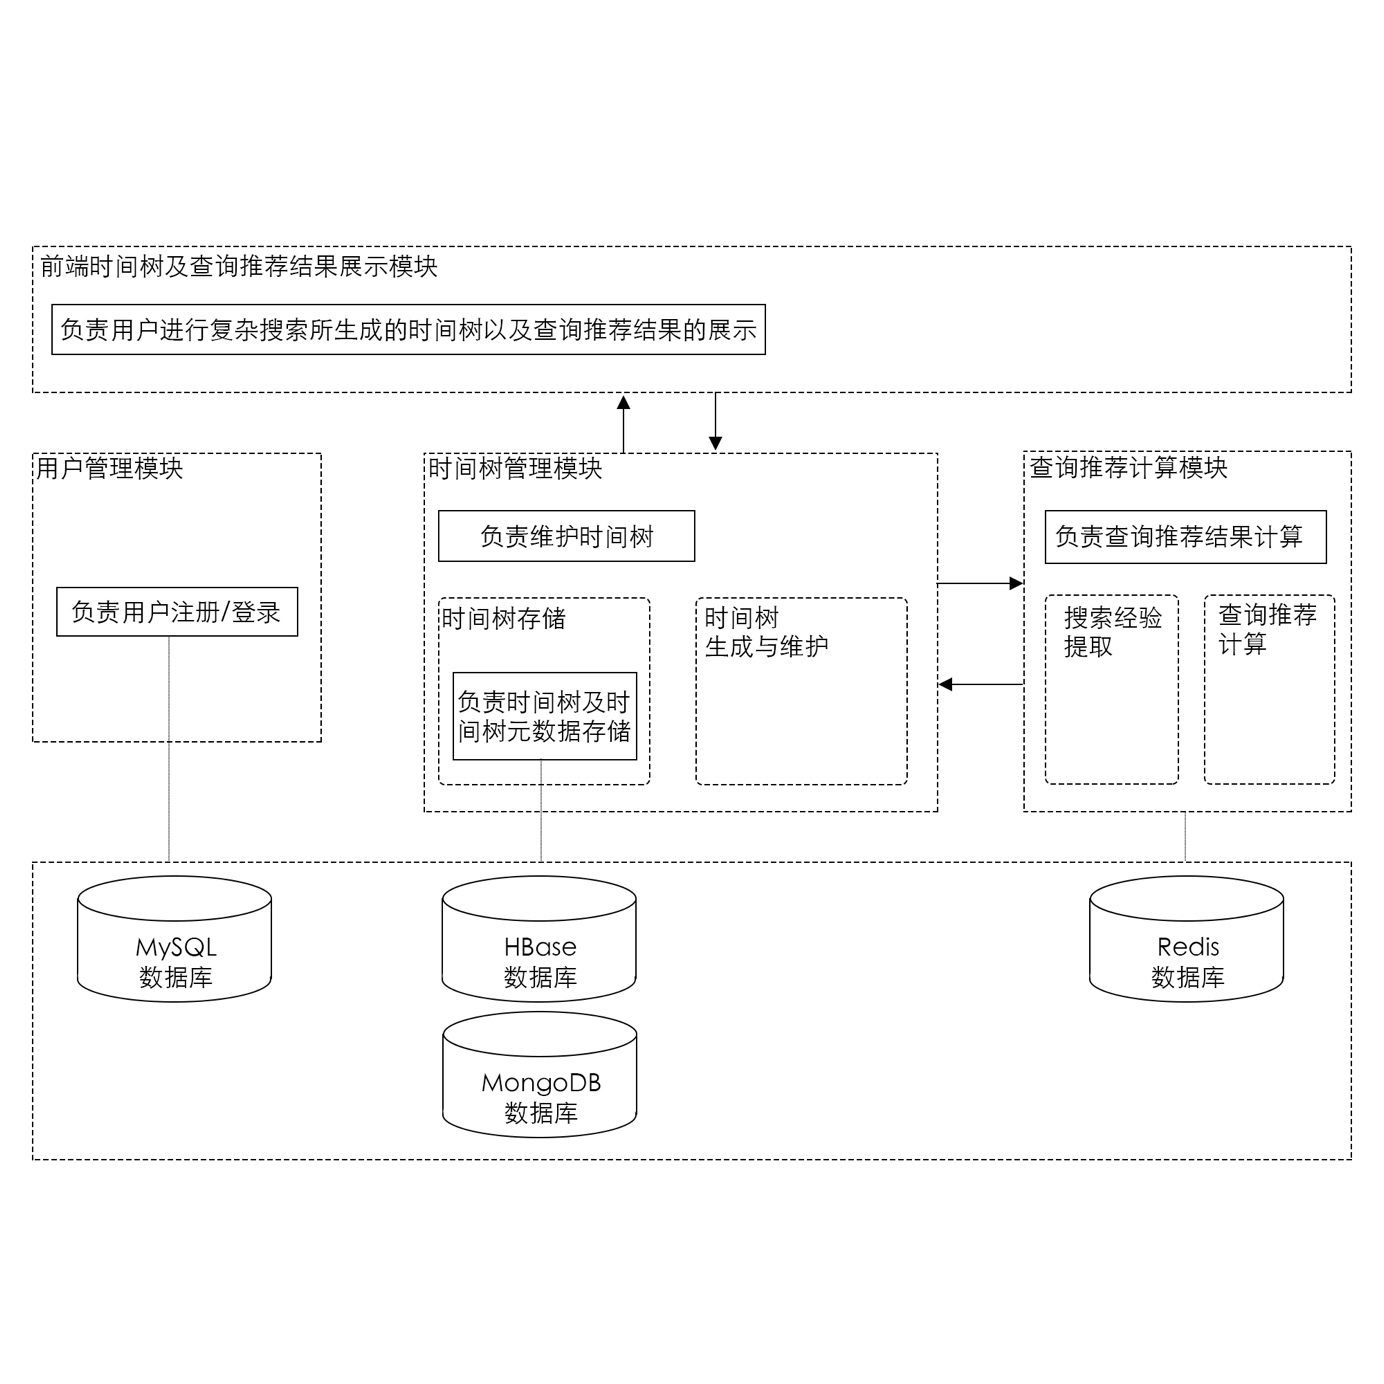 前端时间树及查询推荐结果展示模块
负责用户进行复杂搜索所生成的时间树以及查询推荐结果的展示
用户管理模块
负责用户注册/登录
时间树管理模块
负责维护时间树
时间树存储
负责时间树及时
间树元数据存储
时间树
生成与维护
查询推荐计算模块
负责查询推荐结果计算
搜索经验
提取
查询推荐
计算
MySQL
数据库
HBase
数据库
MongoDB
数据库
Redis
数据库